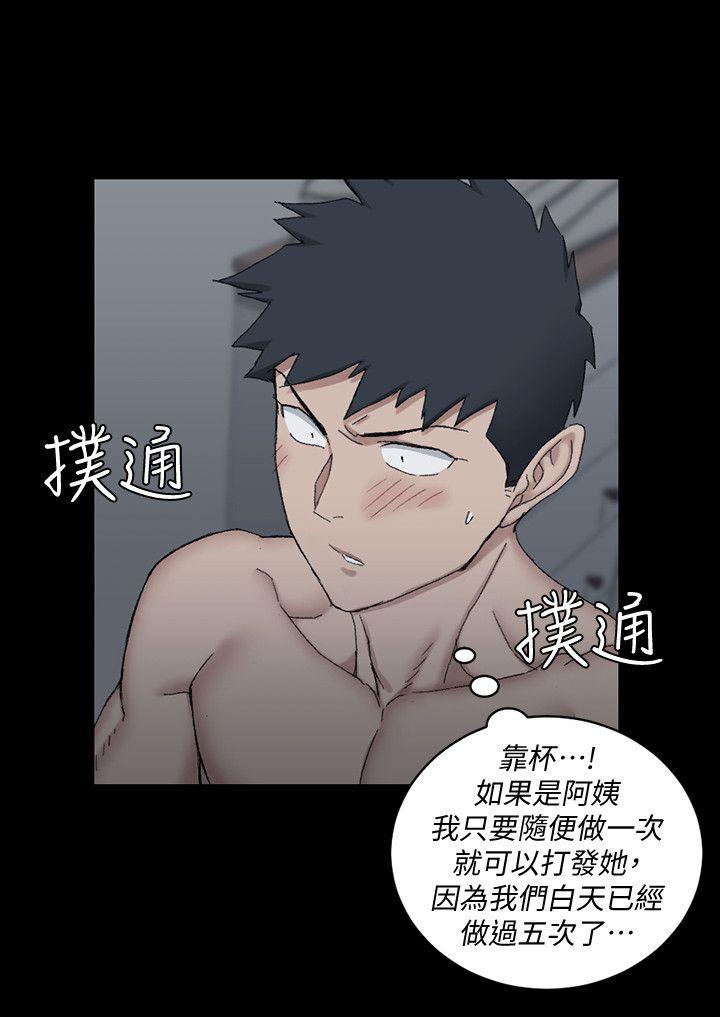 撲通
撲通
靠杯…!
如果是阿姨
我只要隨便做一次
就可以打發她,
因為我們白天已經
做過五次了…